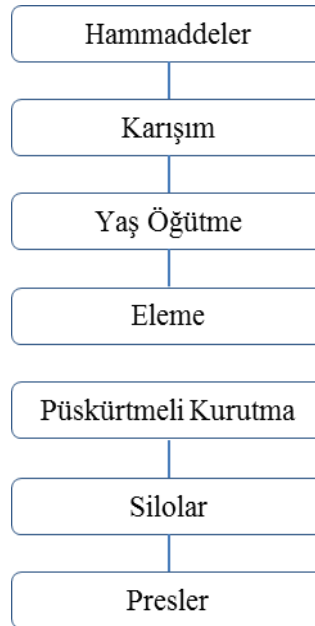 Hammaddeler
Karışım
Yaş Öğütme
Eleme
Püskürtmeli Kurutma
Silolar
Presler